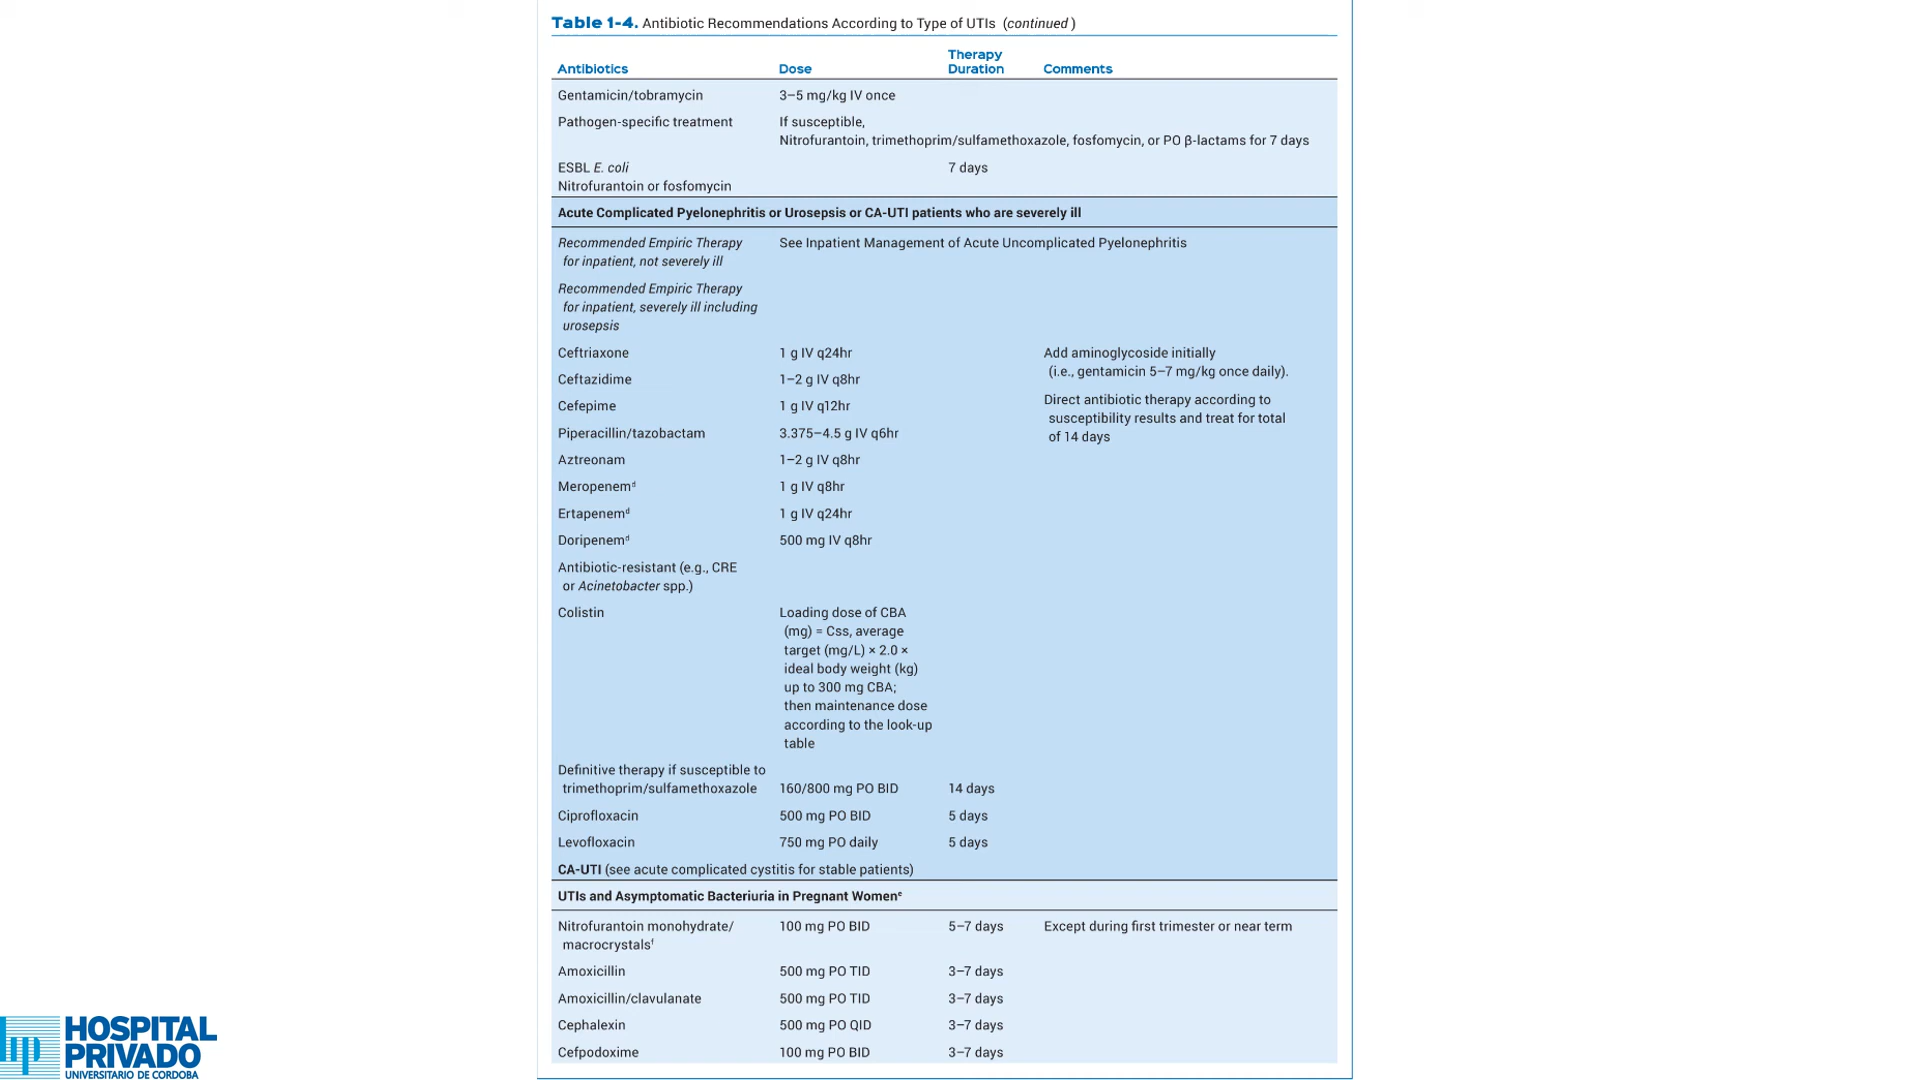 Table 1-4. Antibiotic Recommendations According to Type of UTIs (continued)
Antibiotics Dose Therapy Duration Comments
Gentamicin/tobramycin 3–5 mg/kg IV once
Pathogen-specific treatment If susceptible,
Nitrofurantoin, trimethoprim/sulfamethoxazole, fosfomycin, or PO β-lactams for 7 days
ESBL E. coli 7 days
Nitrofurantoin or fosfomycin
Acute Complicated Pyelonephritis or Urosepsis or CA-UTI patients who are severely ill
Recommended Empiric Therapy See Inpatient Management of Acute Uncomplicated Pyelonephritis
for inpatient, not severely ill
Recommended Empiric Therapy
for inpatient, severely ill including
urosepsis
Ceftriaxone 1 g IV q24hr Add aminoglycoside initially
(i.e., gentamicin 5–7 mg/kg once daily).
Ceftazidime 1–2 g IV q8hr
Cefepime 1 g IV q12hr Direct antibiotic therapy according to
susceptibility results and treat for total
of 14 days
Piperacillin/tazobactam 3.375–4.5 g IV q6hr
Aztreonam 1–2 g IV q8hr
Meropenemᵈ 1 g IV q8hr
Ertapenemᵈ 1 g IV q24hr
Doripenemᵈ 500 mg IV q8hr
Antibiotic-resistant (e.g., CRE
or Acinetobacter spp.)
Colistin Loading dose of CBA
(mg) = Css, average
target (mg/L) × 2.0 ×
ideal body weight (kg)
up to 300 mg CBA;
then maintenance dose
according to the look-up
table
Definitive therapy if susceptible to
trimethoprim/sulfamethoxazole 160/800 mg PO BID 14 days
Ciprofloxacin 500 mg PO BID 5 days
Levofloxacin 750 mg PO daily 5 days
CA-UTI (see acute complicated cystitis for stable patients)
UTIs and Asymptomatic Bacteriuria in Pregnant Womenᵉ
Nitrofurantoin monohydrate/ 100 mg PO BID 5–7 days Except during first trimester or near term
macrocrystalsᶠ
Amoxicillin 500 mg PO TID 3–7 days
Amoxicillin/clavulanate 500 mg PO TID 3–7 days
Cephalexin 500 mg PO QID 3–7 days
Cefpodoxime 100 mg PO BID 3–7 days
hp
HOSPITAL
PRIVADO
UNIVERSITARIO DE CORDOBA